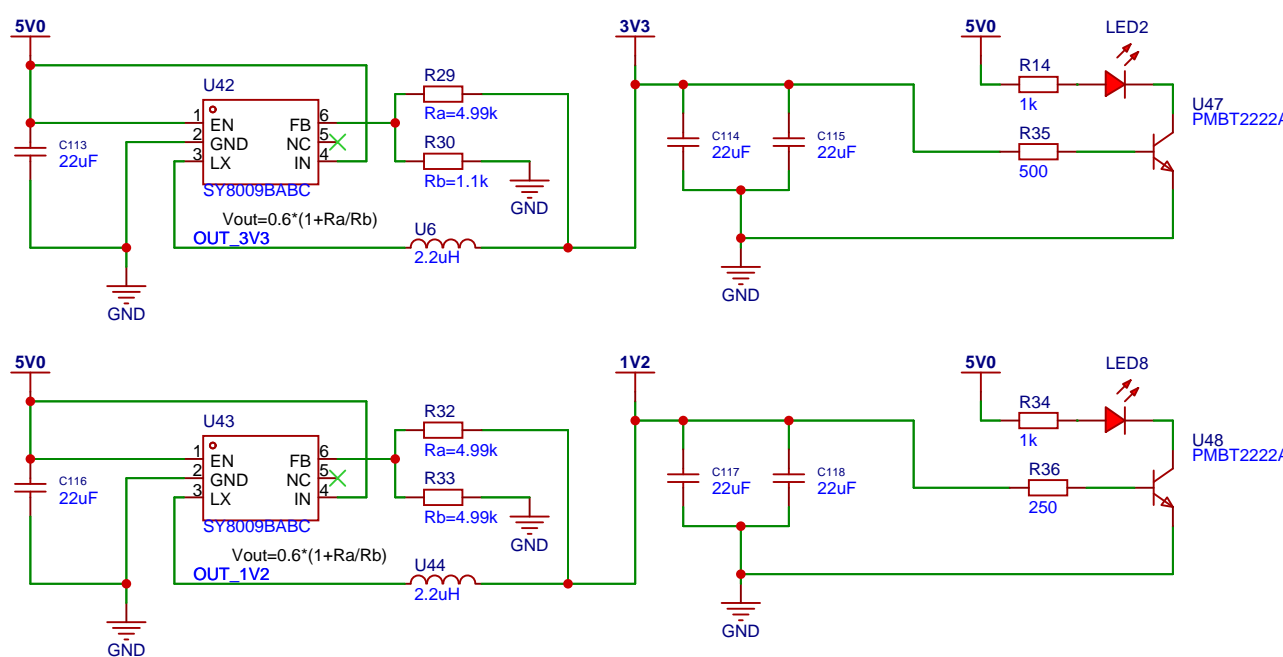 5V0
U42
1
EN
2
GND
3
LX
FB
6
NC
5
IN
4
SY8009BABC
C113
22uF
R29
Ra=4.99k
R30
Rb=1.1k
GND
Vout=0.6*(1+Ra/Rb)
OUT_3V3
U6
2.2uH
GND
3V3
C114
22uF
C115
22uF
GND
5V0
LED2
R14
1k
R35
500
U47
PMBT2222A
5V0
U43
1
EN
2
GND
3
LX
FB
6
NC
5
IN
4
SY8009BABC
C116
22uF
R32
Ra=4.99k
R33
Rb=4.99k
GND
Vout=0.6*(1+Ra/Rb)
OUT_1V2
U44
2.2uH
GND
1V2
C117
22uF
C118
22uF
GND
5V0
LED8
R34
1k
R36
250
U48
PMBT2222A